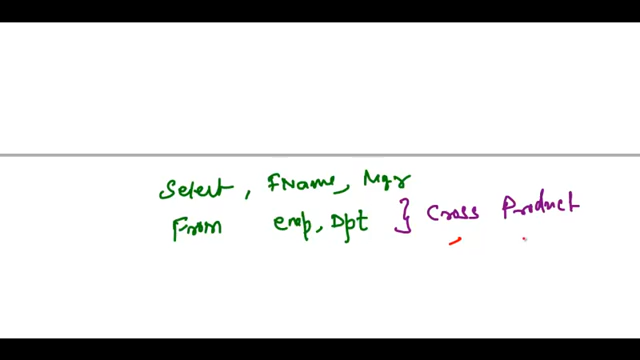 Select, FName, Mgr
From emp, Dpt } Cross Product